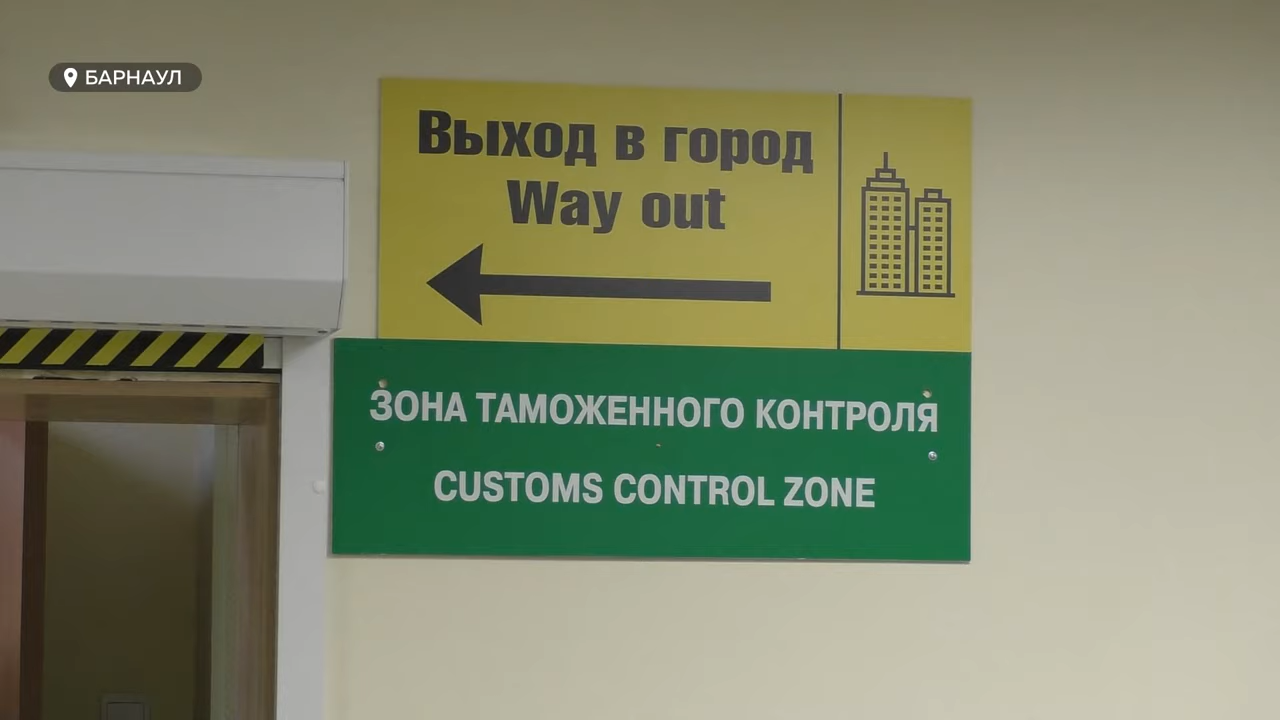 БАРНАУЛ
Выход в город
Way out
ЗОНА ТАМОЖЕННОГО КОНТРОЛЯ
CUSTOMS CONTROL ZONE